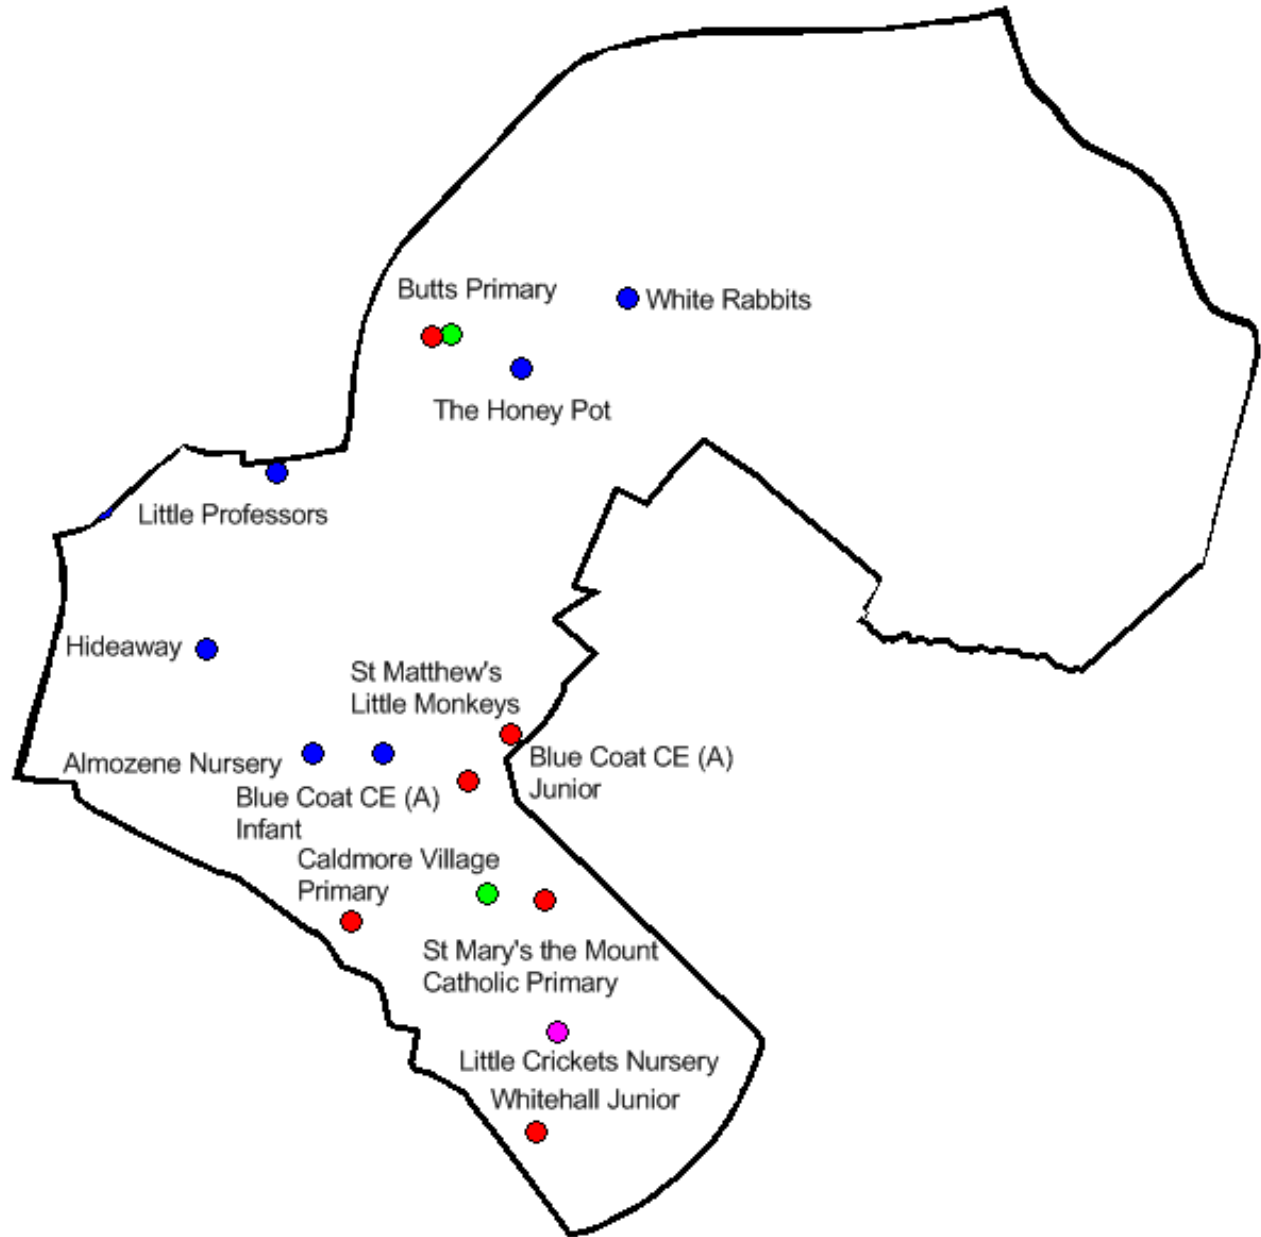 Butts Primary
White Rabbits
The Honey Pot
Little Professors
Hideaway
St Matthew's
Little Monkeys
Almozene Nursery
Blue Coat CE (A)
Junior
Blue Coat CE (A)
Infant
Caldmore Village
Primary
St Mary's the Mount
Catholic Primary
Little Crickets Nursery
Whitehall Junior